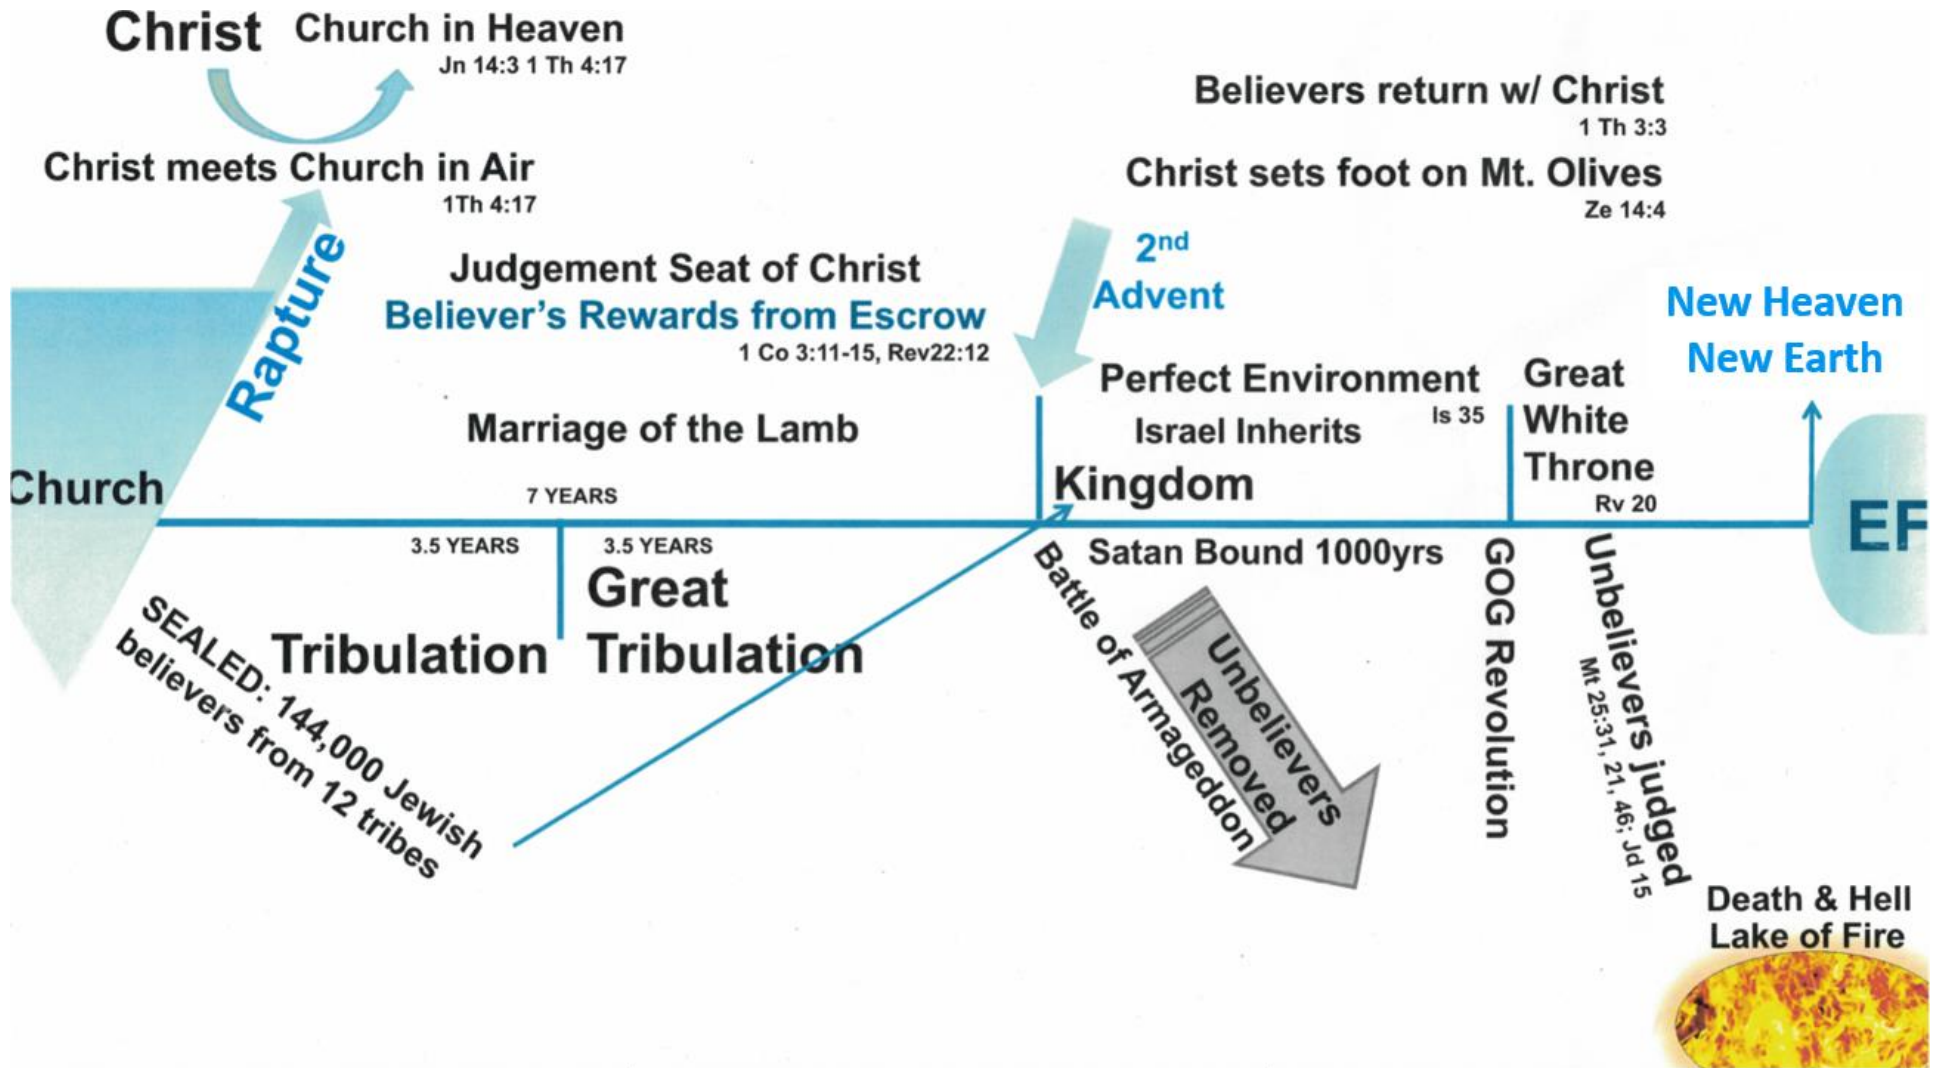 Christ
Church in Heaven
Jn 14:3 1 Th 4:17
Christ meets Church in Air
1Th 4:17
Rapture
Believers return w/ Christ
1 Th 3:3
Christ sets foot on Mt. Olives
Ze 14:4
2nd
Advent
Judgement Seat of Christ
Believer's Rewards from Escrow
1 Co 3:11-15, Rev22:12
New Heaven
New Earth
Perfect Environment
Is 35
Israel Inherits
Great
White
Throne
Rv 20
Marriage of the Lamb
Church
7 YEARS
Kingdom
EF
3.5 YEARS
3.5 YEARS
Tribulation
Great
Tribulation
SEALED: 144,000 Jewish
believers from 12 tribes
Satan Bound 1000yrs
Battle of Armageddon
Unbelievers
Removed
GOG Revolution
Unbelievers judged
Mt 25:31, 21, 46; Jd 15
Death & Hell
Lake of Fire